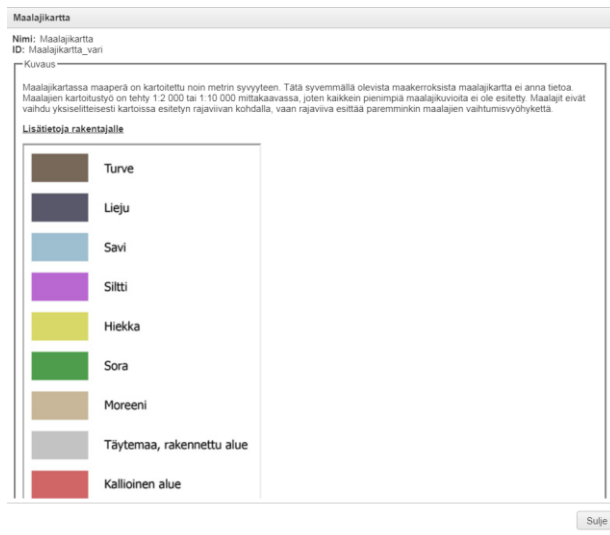 Maalajikartta
Nimi: Maalajikartta
ID: Maalajikartta_vari
Kuvaus
Maalajikartassa maaperä on kartoitettu noin metrin syvyyteen. Tätä syvemmällä olevista maakerroksista maalajikartta ei anna tietoa.
Maalajien kartoitustyö on tehty 1:2 000 tai 1:10 000 mittakaavassa, joten kaikkein pienimpiä maalajikuvioita ei ole esitetty. Maalajit eivät
vaihdu yksiselitteisesti kartoissa esitetyn rajaviivan kohdalla, vaan rajaviiva esittää paremminkin maalajien vaihtumisvyöhykettä.
Lisätietoja rakentajalle
Turve
Lieju
Savi
Siltti
Hiekka
Sora
Moreeni
Täytemaa, rakennettu alue
Kallioinen alue
Sulje